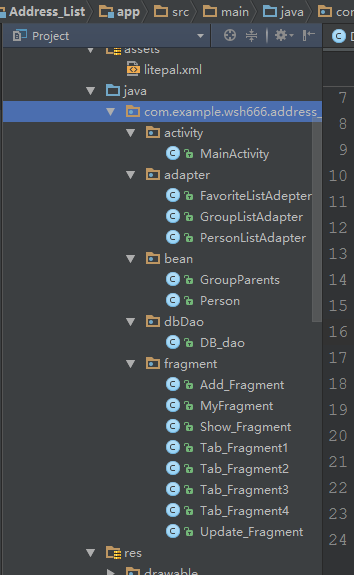 Address_List app src main java co
Project
assets
litepal.xml
java
com.example.wsh666.address_
activity
MainActivity
adapter
FavoriteListAdepter
GroupListAdapter
PersonListAdapter
bean
GroupParents
Person
dbDao
DB_dao
fragment
Add_Fragment
MyFragment
Show_Fragment
Tab_Fragment1
Tab_Fragment2
Tab_Fragment3
Tab_Fragment4
Update_Fragment
res
drawable
7
8
9
10
11
12
13
14
15
16
17
18
19
20
21
22
23
24